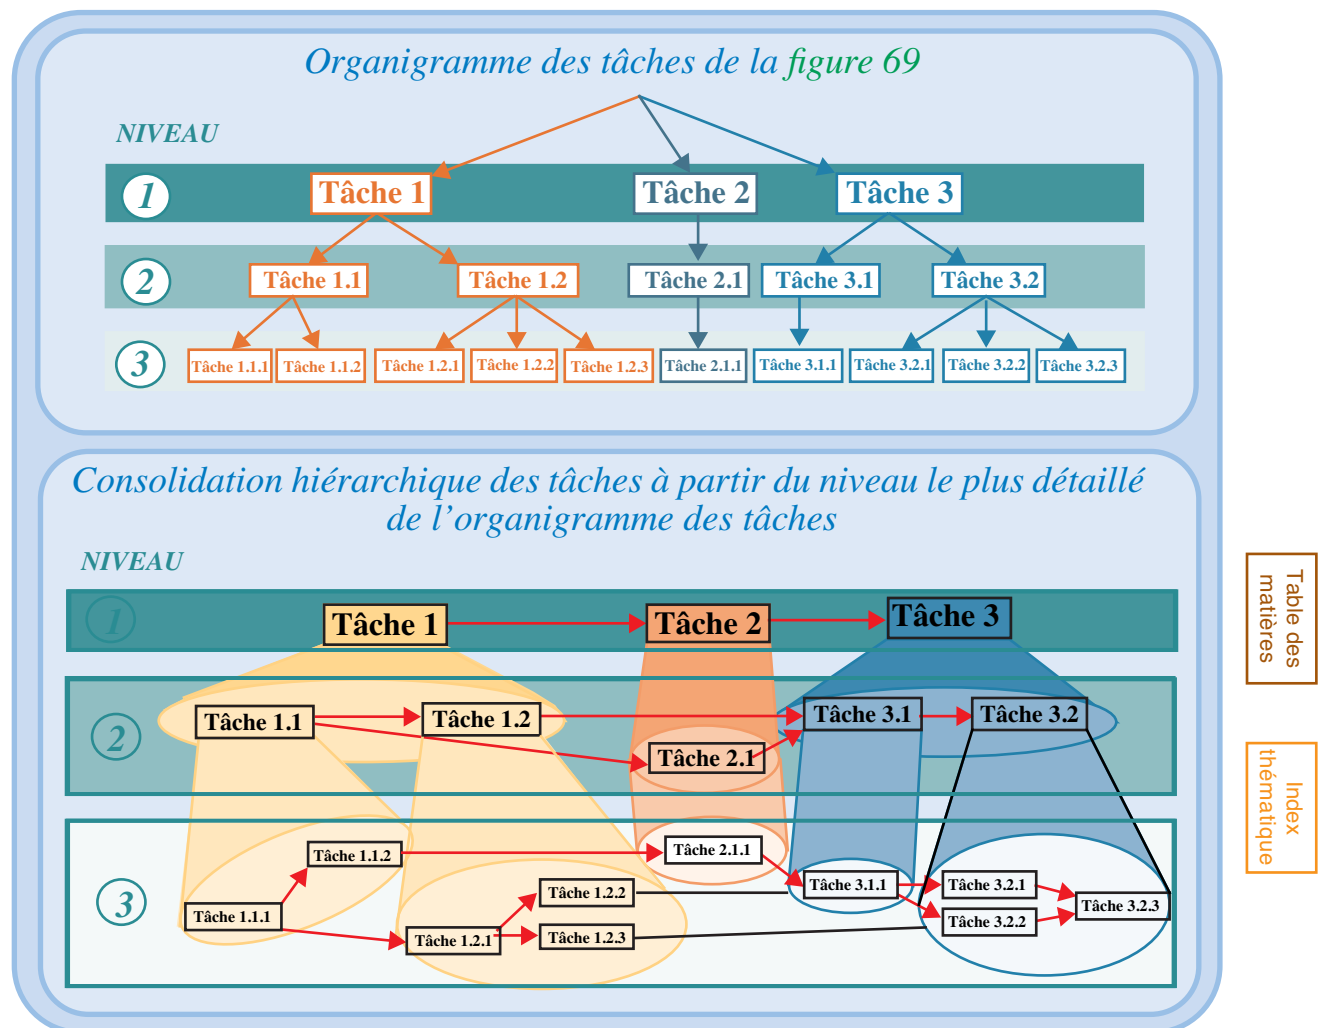 Organigramme des tâches de la figure 69
NIVEAU
1
Tâche 1
Tâche 2
Tâche 3
2
Tâche 1.1
Tâche 1.2
Tâche 2.1
Tâche 3.1
Tâche 3.2
3
Tâche 1.1.1
Tâche 1.1.2
Tâche 1.2.1
Tâche 1.2.2
Tâche 1.2.3
Tâche 2.1.1
Tâche 3.1.1
Tâche 3.2.1
Tâche 3.2.2
Tâche 3.2.3
Consolidation hiérarchique des tâches à partir du niveau le plus détaillé
de l’organigramme des tâches
NIVEAU
1
Tâche 1
Tâche 2
Tâche 3
2
Tâche 1.1
Tâche 1.2
Tâche 2.1
Tâche 3.1
Tâche 3.2
3
Tâche 1.1.1
Tâche 1.1.2
Tâche 1.2.1
Tâche 1.2.2
Tâche 1.2.3
Tâche 2.1.1
Tâche 3.1.1
Tâche 3.2.1
Tâche 3.2.2
Tâche 3.2.3
Table des
matières
Index
thématique